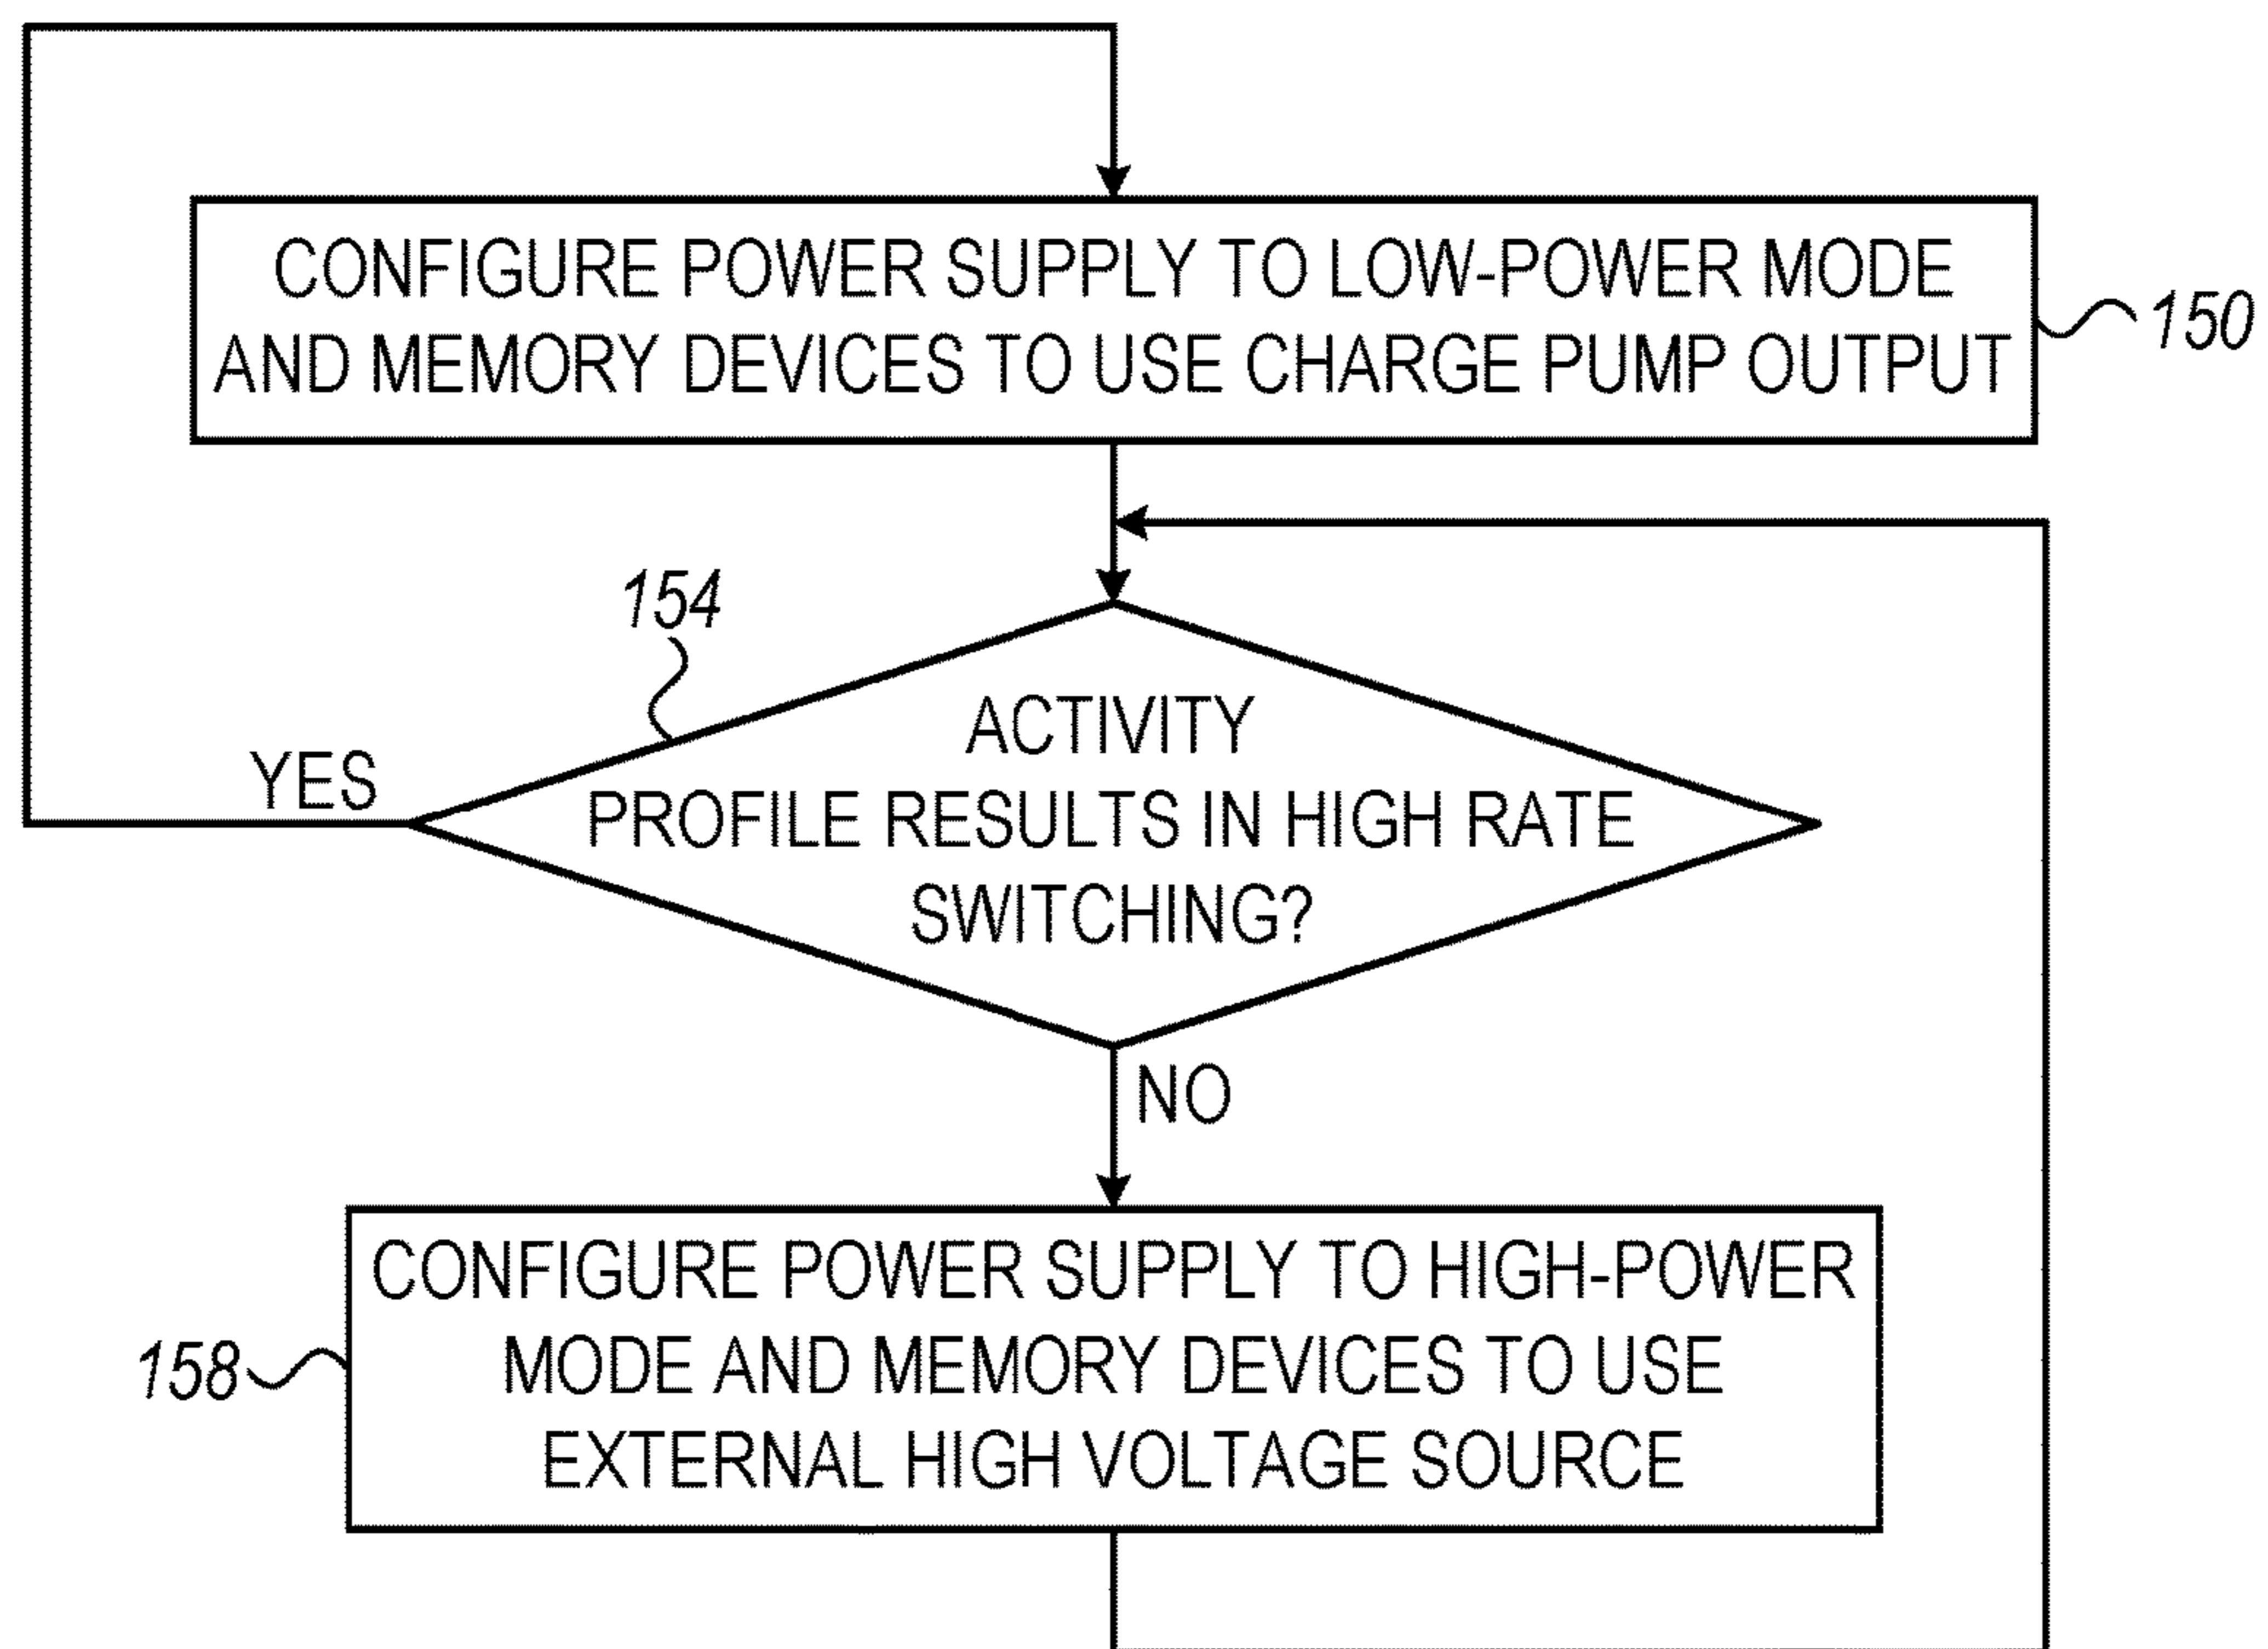 CONFIGURE POWER SUPPLY TO LOW-POWER MODE
AND MEMORY DEVICES TO USE CHARGE PUMP OUTPUT
150
154
ACTIVITY
PROFILE RESULTS IN HIGH RATE
SWITCHING?
YES
NO
CONFIGURE POWER SUPPLY TO HIGH-POWER
MODE AND MEMORY DEVICES TO USE
EXTERNAL HIGH VOLTAGE SOURCE
158